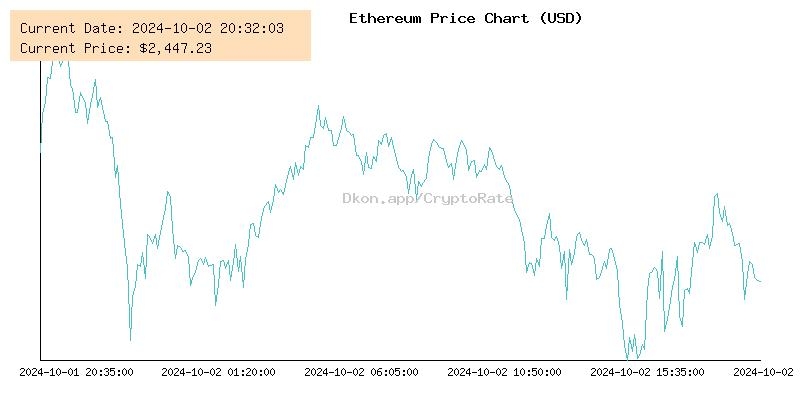 Ethereum Price Chart (USD)
Current Date: 2024-10-02 20:32:03
Current Price: $2,447.23
Dkon.app/CryptoRate
2024-10-01 20:35:00 2024-10-02 01:20:00 2024-10-02 06:05:00 2024-10-02 10:50:00 2024-10-02 15:35:00 2024-10-02